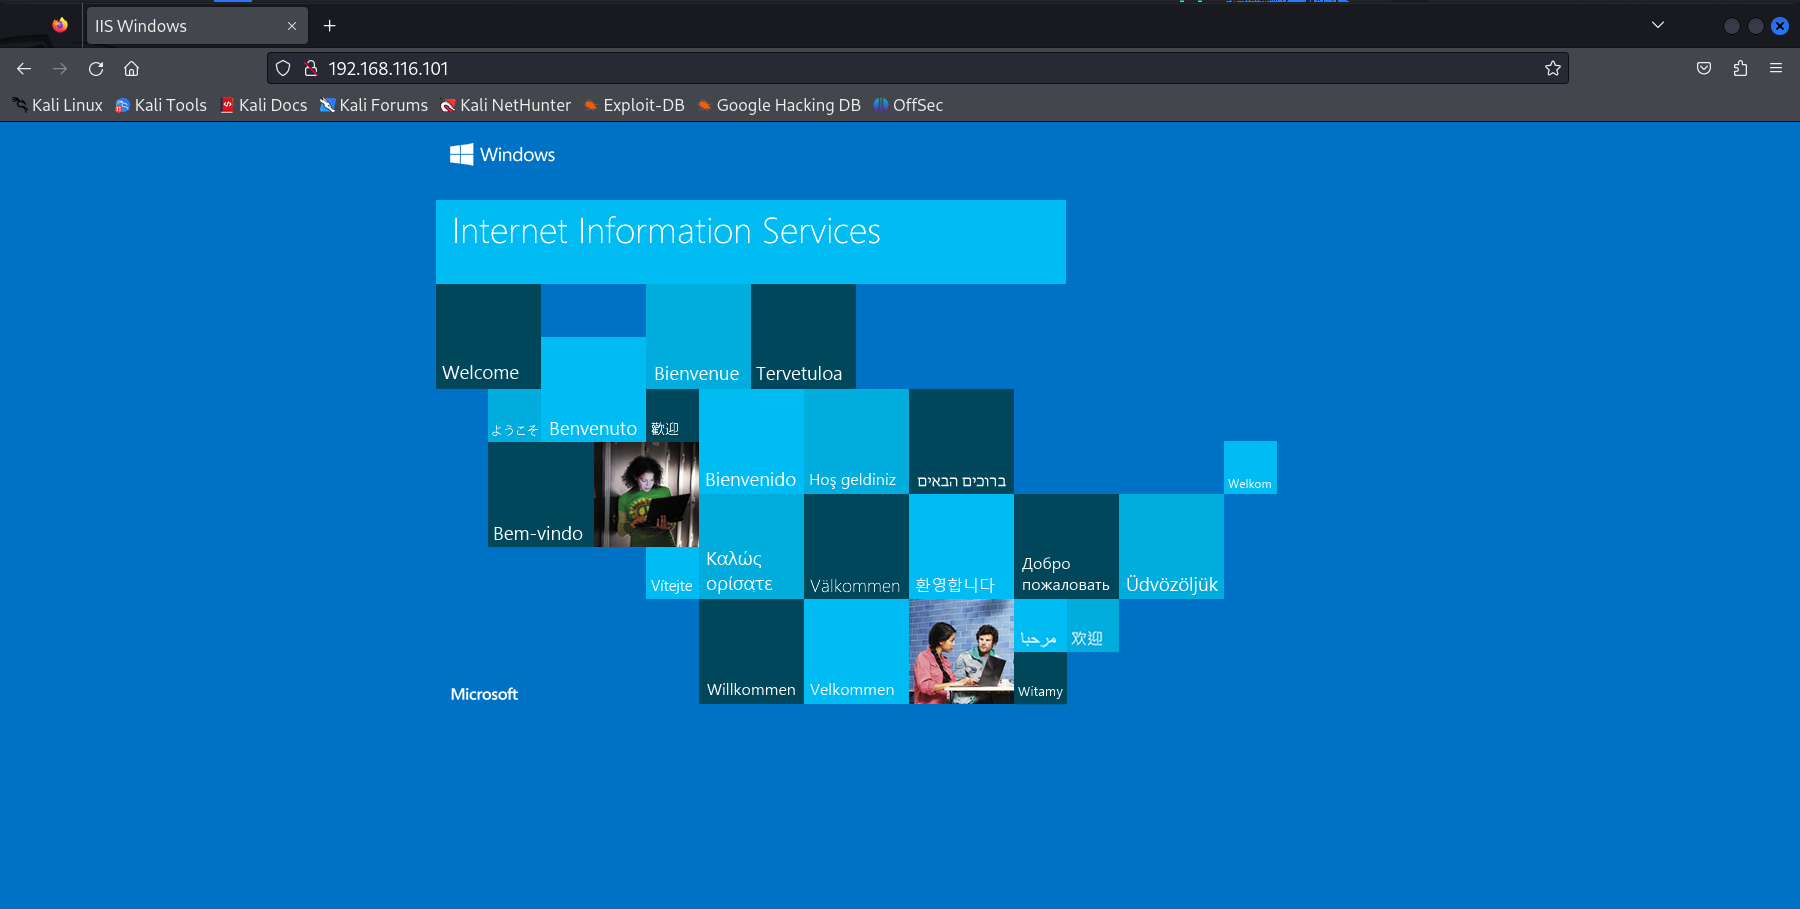 IIS Windows
192.168.116.101
Kali Linux
Kali Tools
Kali Docs
Kali Forums
Kali NetHunter
Exploit-DB
Google Hacking DB
OffSec
Windows
Internet Information Services
Welcome
Bienvenue
Tervetuloa
ようこそ
Benvenuto
歡迎
Bienvenido
Hoş geldiniz
ברוכים הבאים
Welkom
Bem-vindo
Vítejte
Καλώς
ορίσατε
Välkommen
환영합니다
Добро
пожаловать
Üdvözöljük
Willkommen
Velkommen
مرحبا
欢迎
Witamy
Microsoft